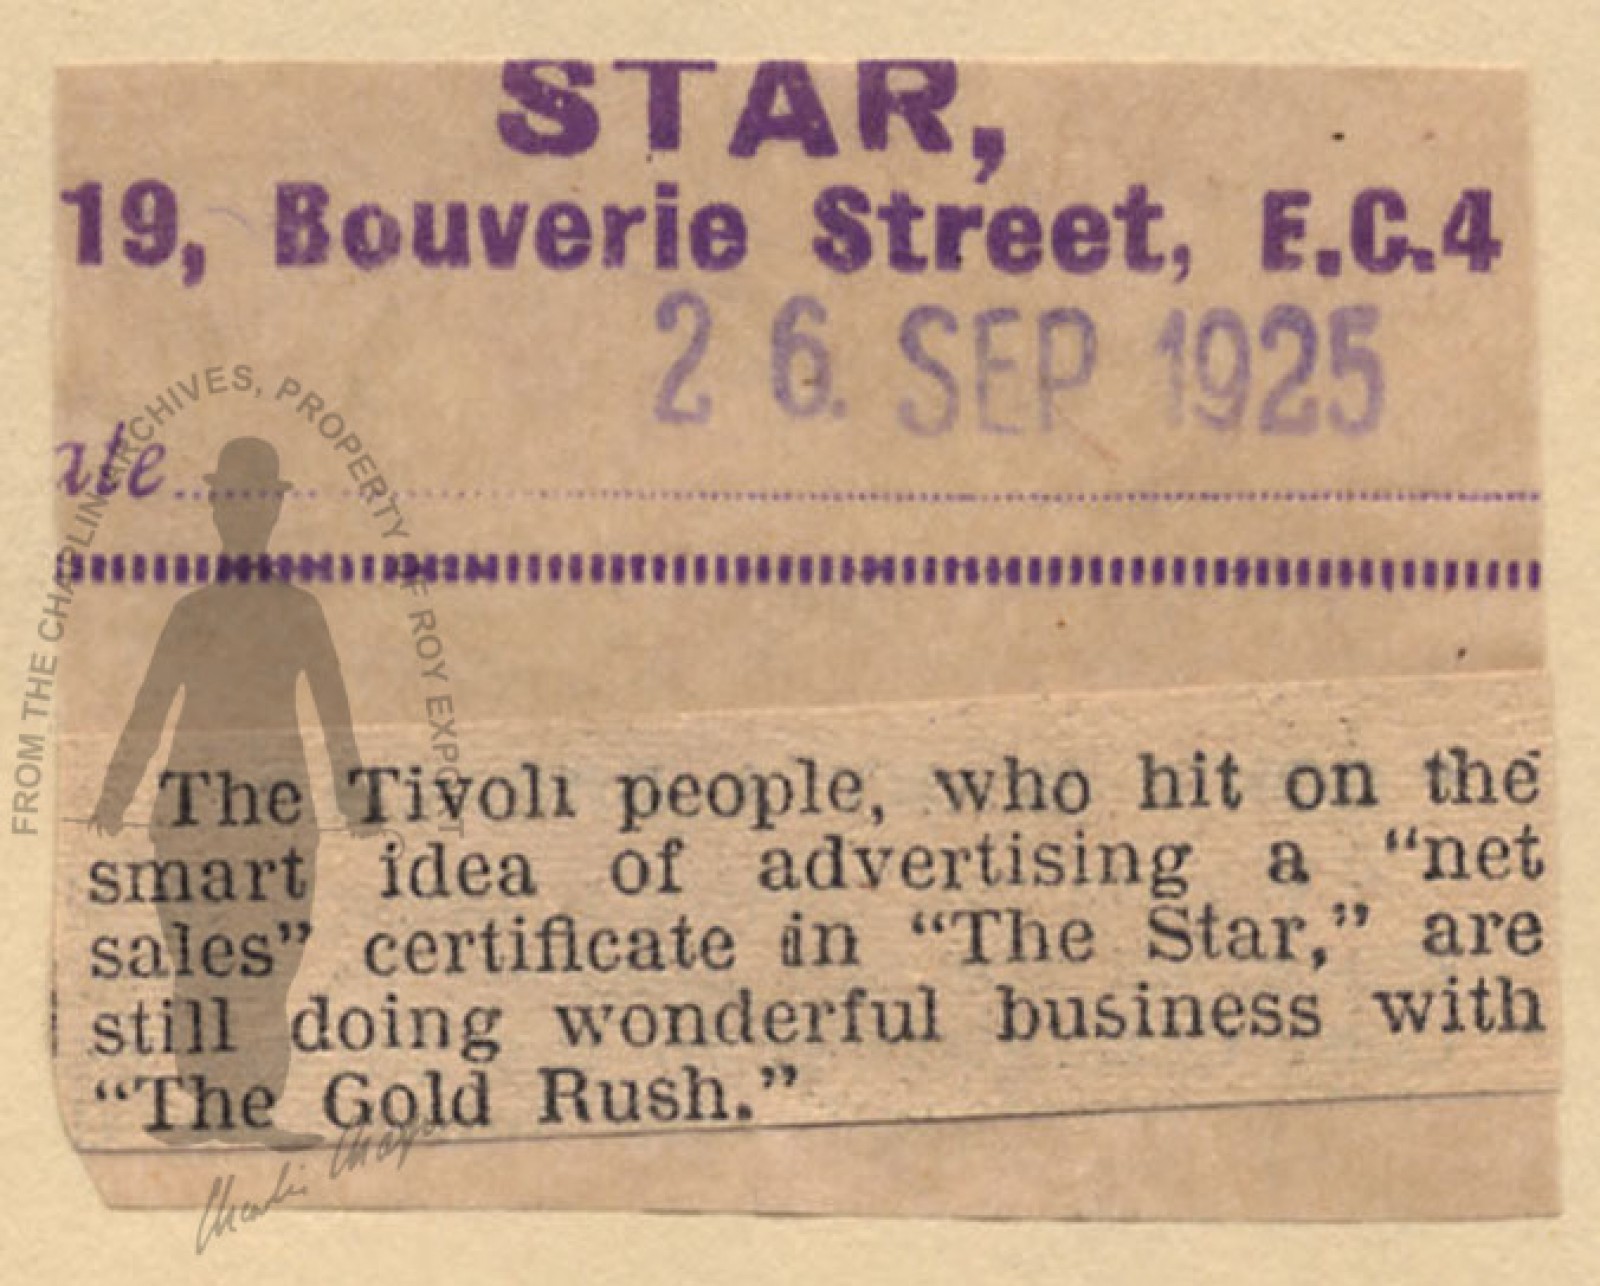 STAR,
19, Bouverie Street, E.C.4
26. SEP 1925
ate
FROM THE CHAPLIN ARCHIVES, PROPERTY OF ROY EXPORT
The Tivoli people, who hit on the
smart idea of advertising a “net
sales” certificate in “The Star,” are
still doing wonderful business with
“The Gold Rush.”
Charlie Chaplin